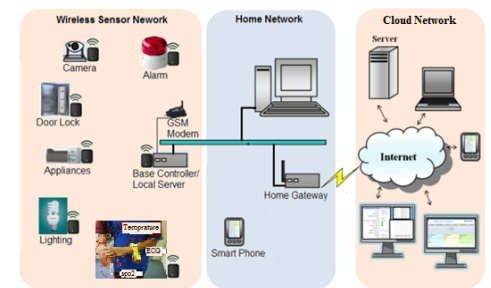 Wireless Sensor Nework
Home Network
Cloud Network
Camera
Alarm
Door Lock
GSM
Modem
Appliances
Base Controller/
Local Server
Lighting
Temprature
ECG
spo2
Home Gateway
Smart Phone
Server
Internet